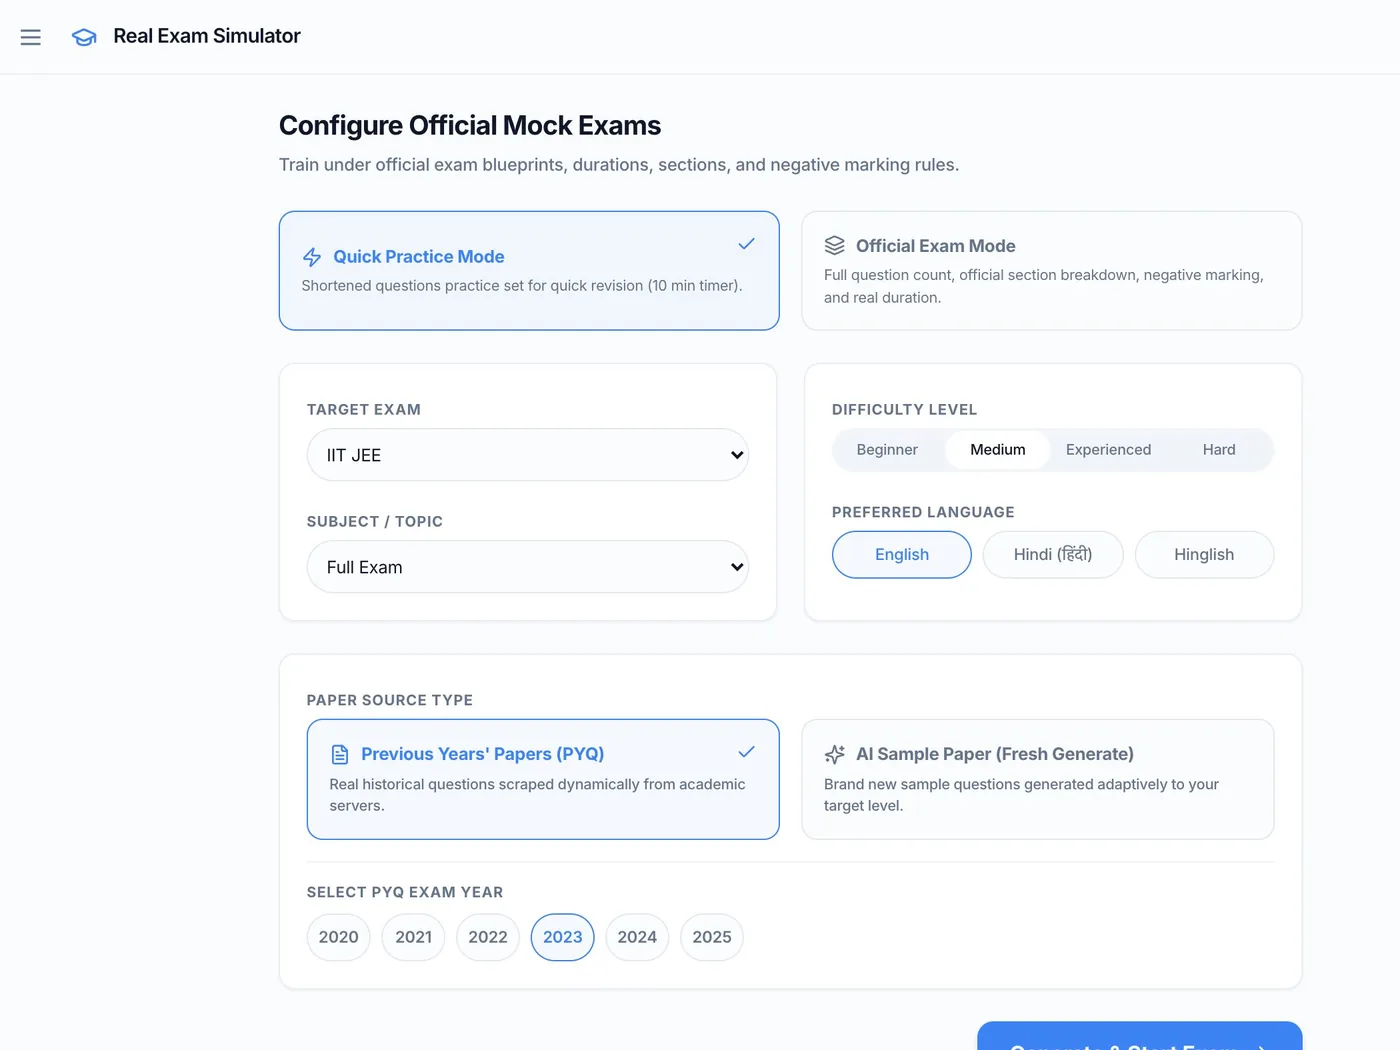 Real Exam Simulator
Configure Official Mock Exams
Train under official exam blueprints, durations, sections, and negative marking rules.
Quick Practice Mode
Shortened questions practice set for quick revision (10 min timer).
Official Exam Mode
Full question count, official section breakdown, negative marking,
and real duration.
TARGET EXAM
IIT JEE
SUBJECT / TOPIC
Full Exam
DIFFICULTY LEVEL
Beginner
Medium
Experienced
Hard
PREFERRED LANGUAGE
English
Hindi (हिंदी)
Hinglish
PAPER SOURCE TYPE
Previous Years' Papers (PYQ)
Real historical questions scraped dynamically from academic
servers.
AI Sample Paper (Fresh Generate)
Brand new sample questions generated adaptively to your
target level.
SELECT PYQ EXAM YEAR
2020
2021
2022
2023
2024
2025
Generate & Start Exam